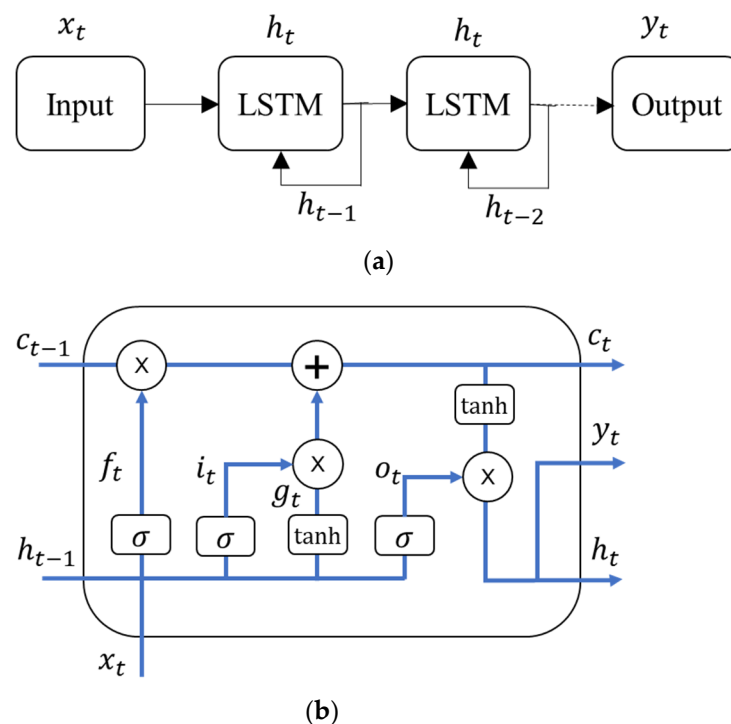 x_t h_t h_t y_t
Input LSTM LSTM Output
h_{t-1} h_{t-2}
(a)
c_{t-1} x + c_t
tanh
y_t
f_t i_t x o_t x
g_t
σ σ tanh σ
h_{t-1} h_t
x_t
(b)